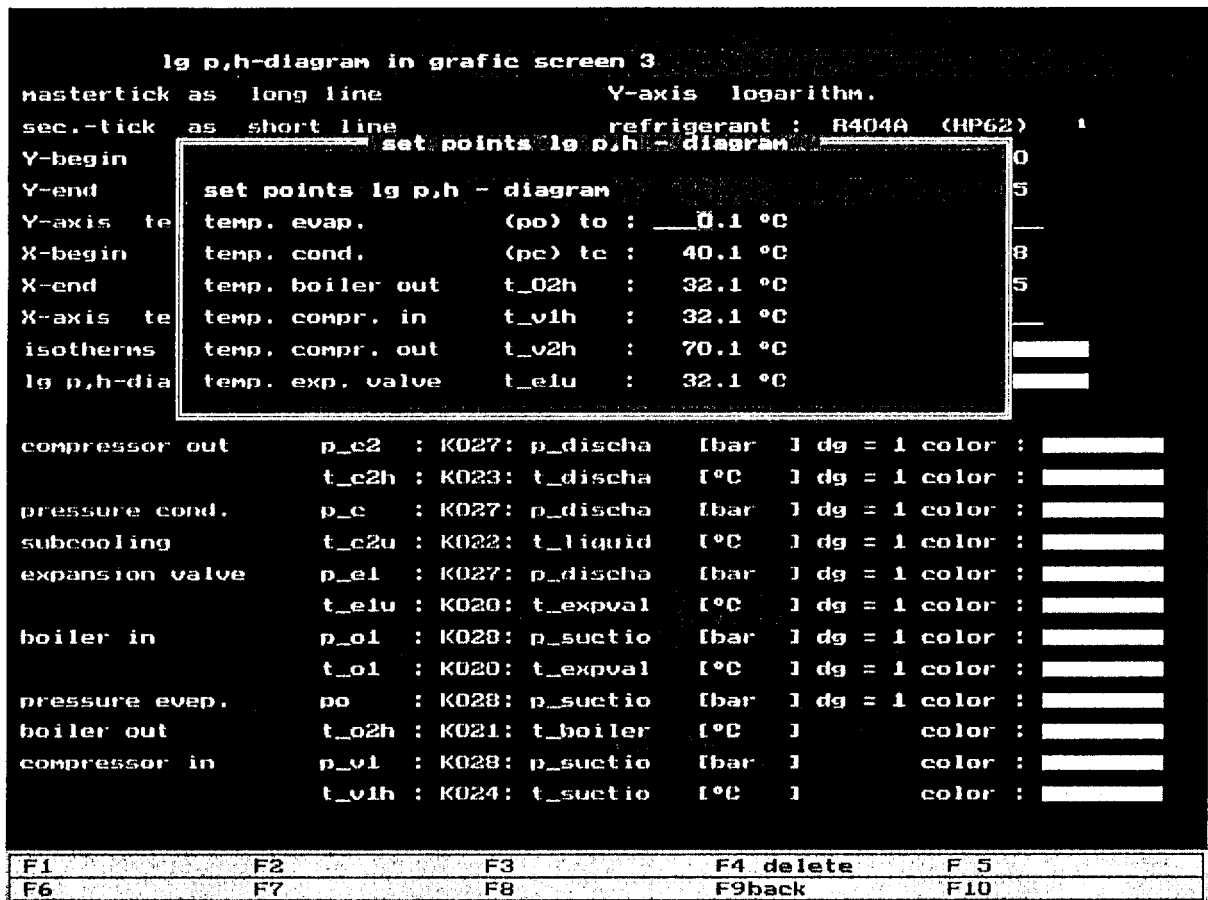 lg p,h-diagram in grafic screen 3
mastertick as long line Y-axis logarithm.
sec.-tick as short line refrigerant : R404A (HP62) 1
set points lg p,h - diagram
Y-begin 0
Y-end set points lg p,h - diagram 5
Y-axis te temp. evap. (po) to : ___0.1 °C __
X-begin temp. cond. (pc) tc : 40.1 °C 8
X-end temp. boiler out t_O2h : 32.1 °C 5
X-axis te temp. compr. in t_v1h : 32.1 °C __
isotherms temp. compr. out t_v2h : 70.1 °C
lg p,h-dia temp. exp. valve t_e1u : 32.1 °C
compressor out p_c2 : K027: p_discha [bar ] dg = 1 color :
t_c2h : K023: t_discha [°C ] dg = 1 color :
pressure cond. p_c : K027: p_discha [bar ] dg = 1 color :
subcooling t_c2u : K022: t_liquid [°C ] dg = 1 color :
expansion valve p_e1 : K027: p_discha [bar ] dg = 1 color :
t_e1u : K020: t_expval [°C ] dg = 1 color :
boiler in p_o1 : K028: p_suctio [bar ] dg = 1 color :
t_o1 : K020: t_expval [°C ] dg = 1 color :
pressure evep. po : K028: p_suctio [bar ] dg = 1 color :
boiler out t_o2h : K021: t_boiler [°C ] color :
compressor in p_v1 : K028: p_suctio [bar ] color :
t_v1h : K024: t_suctio [°C ] color :
F1 F2 F3 F4 delete F 5
F6 F7 F8 F9back F10